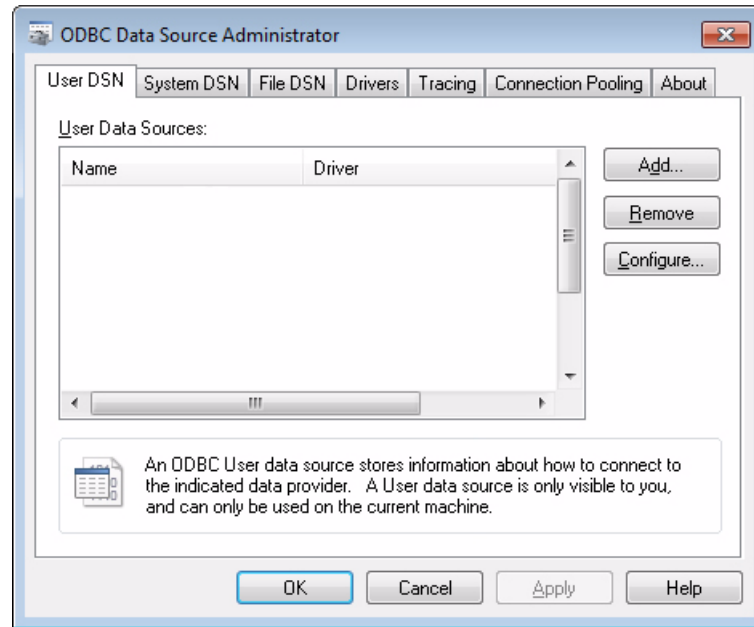 ODBC Data Source Administrator
User DSN System DSN File DSN Drivers Tracing Connection Pooling About
User Data Sources:
Name Driver
Add...
Remove
Configure...
An ODBC User data source stores information about how to connect to
the indicated data provider. A User data source is only visible to you,
and can only be used on the current machine.
OK Cancel Apply Help